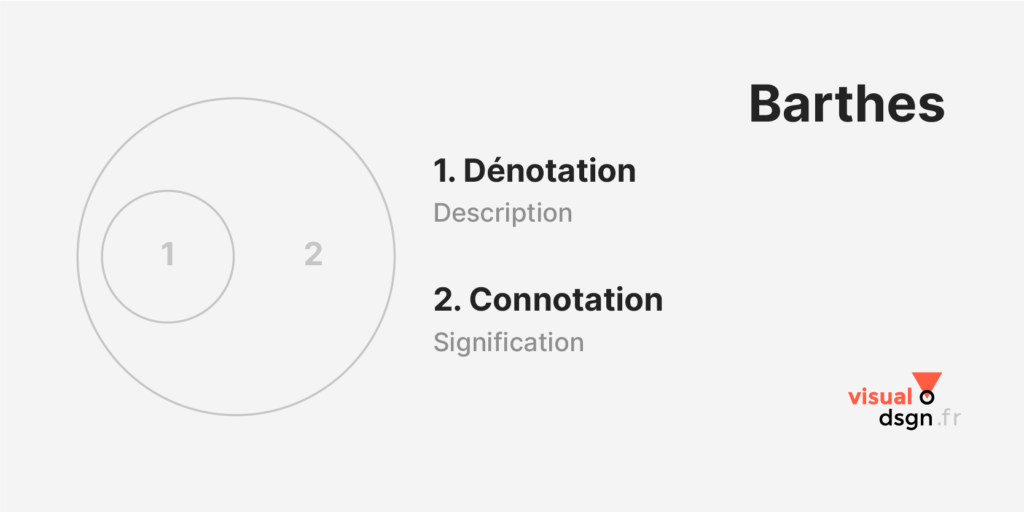 Barthes
1. Dénotation
Description
1 2
2. Connotation
Signification
visual
dsgn.fr